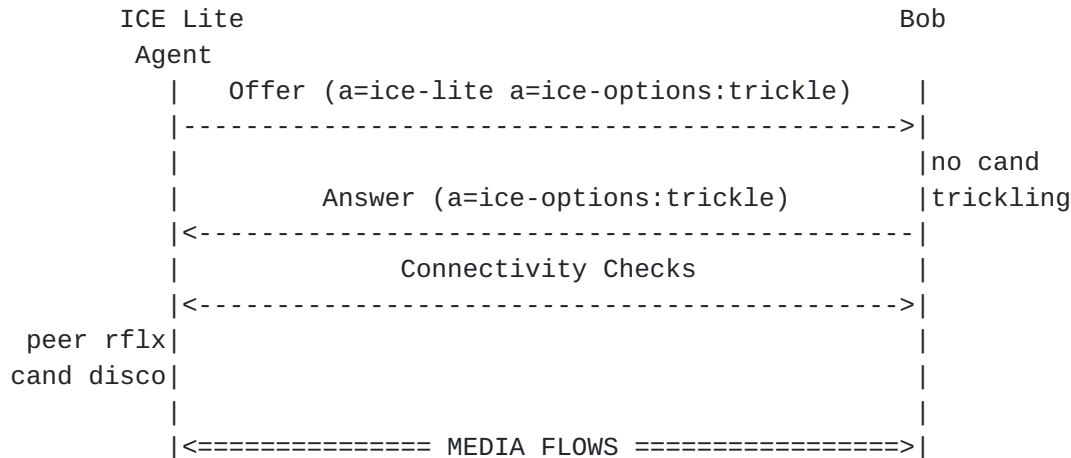 ICE Lite                                          Bob
Agent
|   Offer (a=ice-lite a=ice-options:trickle)    |
|---------------------------------------------->|
|                                               |no cand
|         Answer (a=ice-options:trickle)        |trickling
|<----------------------------------------------|
|              Connectivity Checks              |
|<--------------------------------------------->|
peer rflx|                                               |
cand disco|                                               |
|                                               |
|<=============== MEDIA FLOWS =================>|